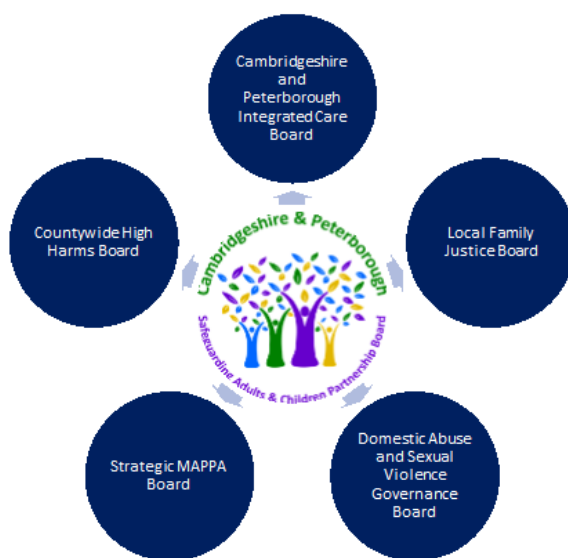 Cambridgeshire
and
Peterborough
Integrated Care
Board
Countywide High
Harms Board
Local Family
Justice Board
Cambridgeshire & Peterborough
Safeguarding Adults & Children Partnership Board
Strategic MAPPA
Board
Domestic Abuse
and Sexual
Violence
Governance
Board